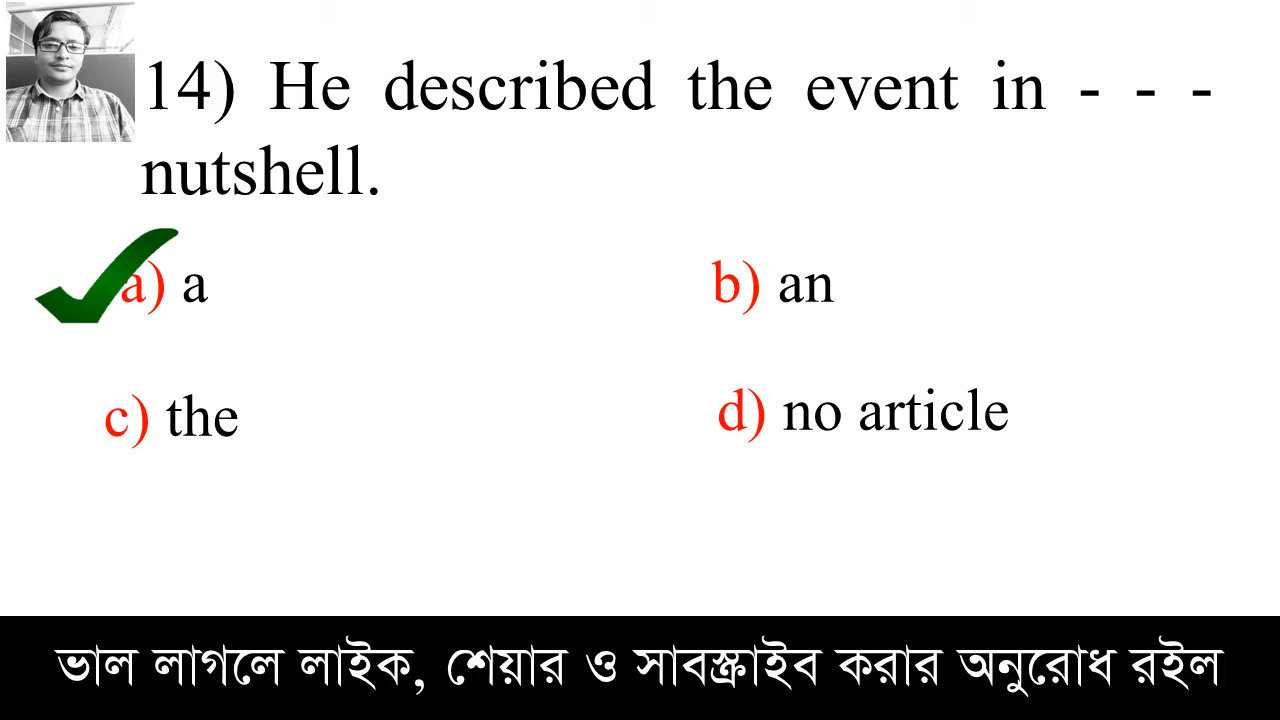 14) He described the event in - - -
nutshell.
a) a
b) an
c) the
d) no article
ভাল লাগলে লাইক, শেয়ার ও সাবস্ক্রাইব করার অনুরোধ রইল